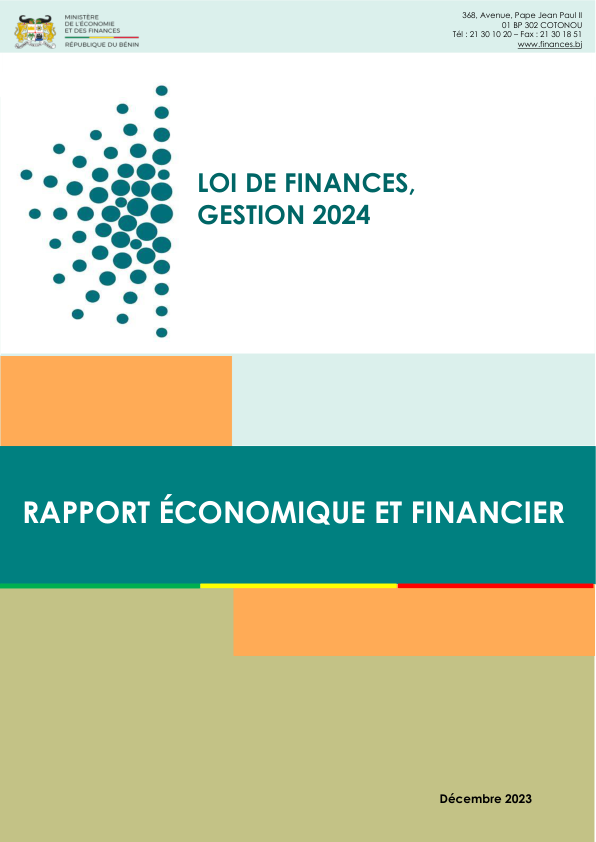 MINISTÈRE
DE L'ÉCONOMIE
ET DES FINANCES
RÉPUBLIQUE DU BÉNIN
368, Avenue, Pape Jean Paul II
01 BP 302 COTONOU
Tél : 21 30 10 20 – Fax : 21 30 18 51
www.finances.bj
LOI DE FINANCES,
GESTION 2024
RAPPORT ÉCONOMIQUE ET FINANCIER
Décembre 2023